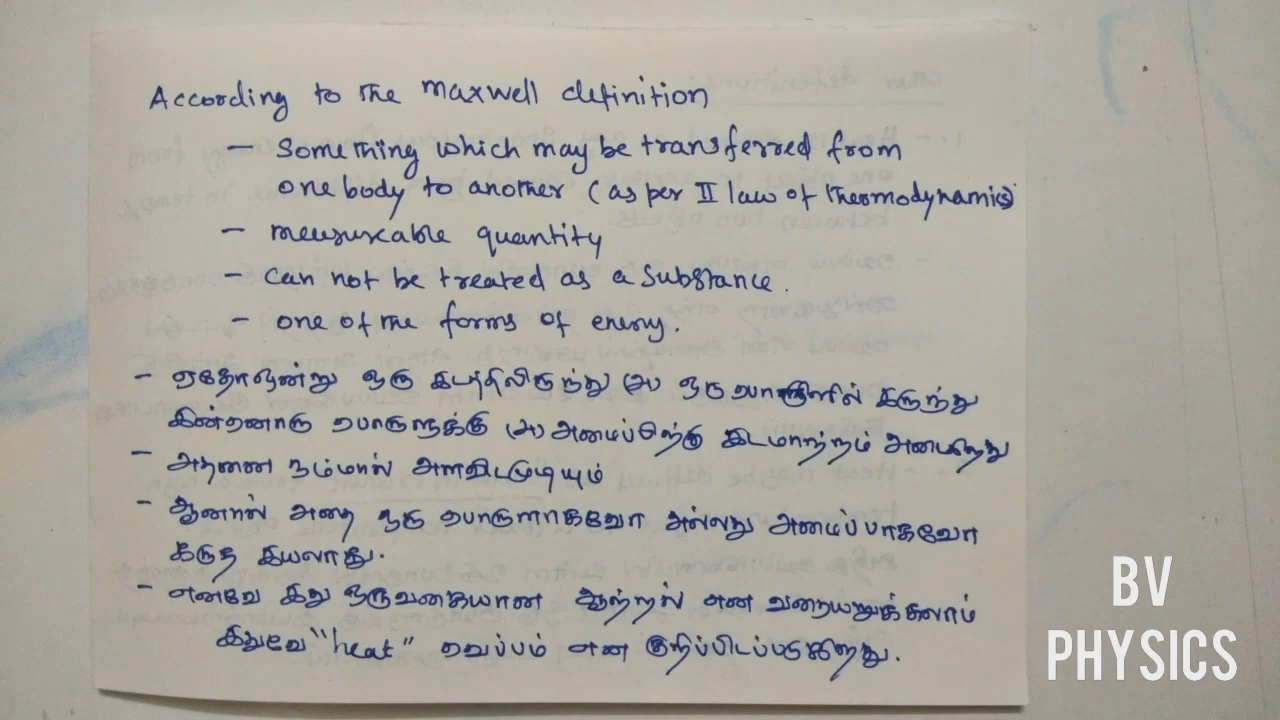 According to the maxwell definition
- Something which may be transferred from
one body to another (as per II law of Thermodynamics)
- measurable quantity
- Can not be treated as a Substance.
- one of the forms of energy.
- ஏதோஒன்று ஒரு இடத்திலிருந்து (அ) ஒரு பொருளில் இருந்து
இன்னொரு பொருளுக்கு (அ) அமைப்பிற்கு இடமாற்றம் அடைகிறது
- அதனை நம்மால் அளவிடமுடியும்
- ஆனால் அதை ஒரு பொருளாகவோ அல்லது அமைப்பாகவோ
கருத இயலாது.
- எனவே இது ஒருவகையான ஆற்றல் என வரையறுக்கலாம்
இதுவே "heat" வெப்பம் என குறிப்பிடப்படுகிறது.
BV
PHYSICS